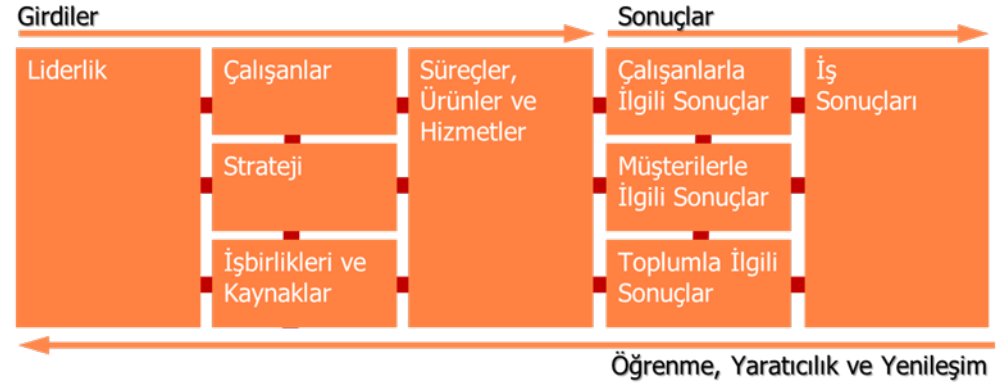 Girdiler
Sonuçlar
Liderlik
Çalışanlar
Strateji
İşbirlikleri ve
Kaynaklar
Süreçler,
Ürünler ve
Hizmetler
Çalışanlarla
İlgili Sonuçlar
Müşterilerle
İlgili Sonuçlar
Toplumla İlgili
Sonuçlar
İş
Sonuçları
Öğrenme, Yaratıcılık ve Yenileşim